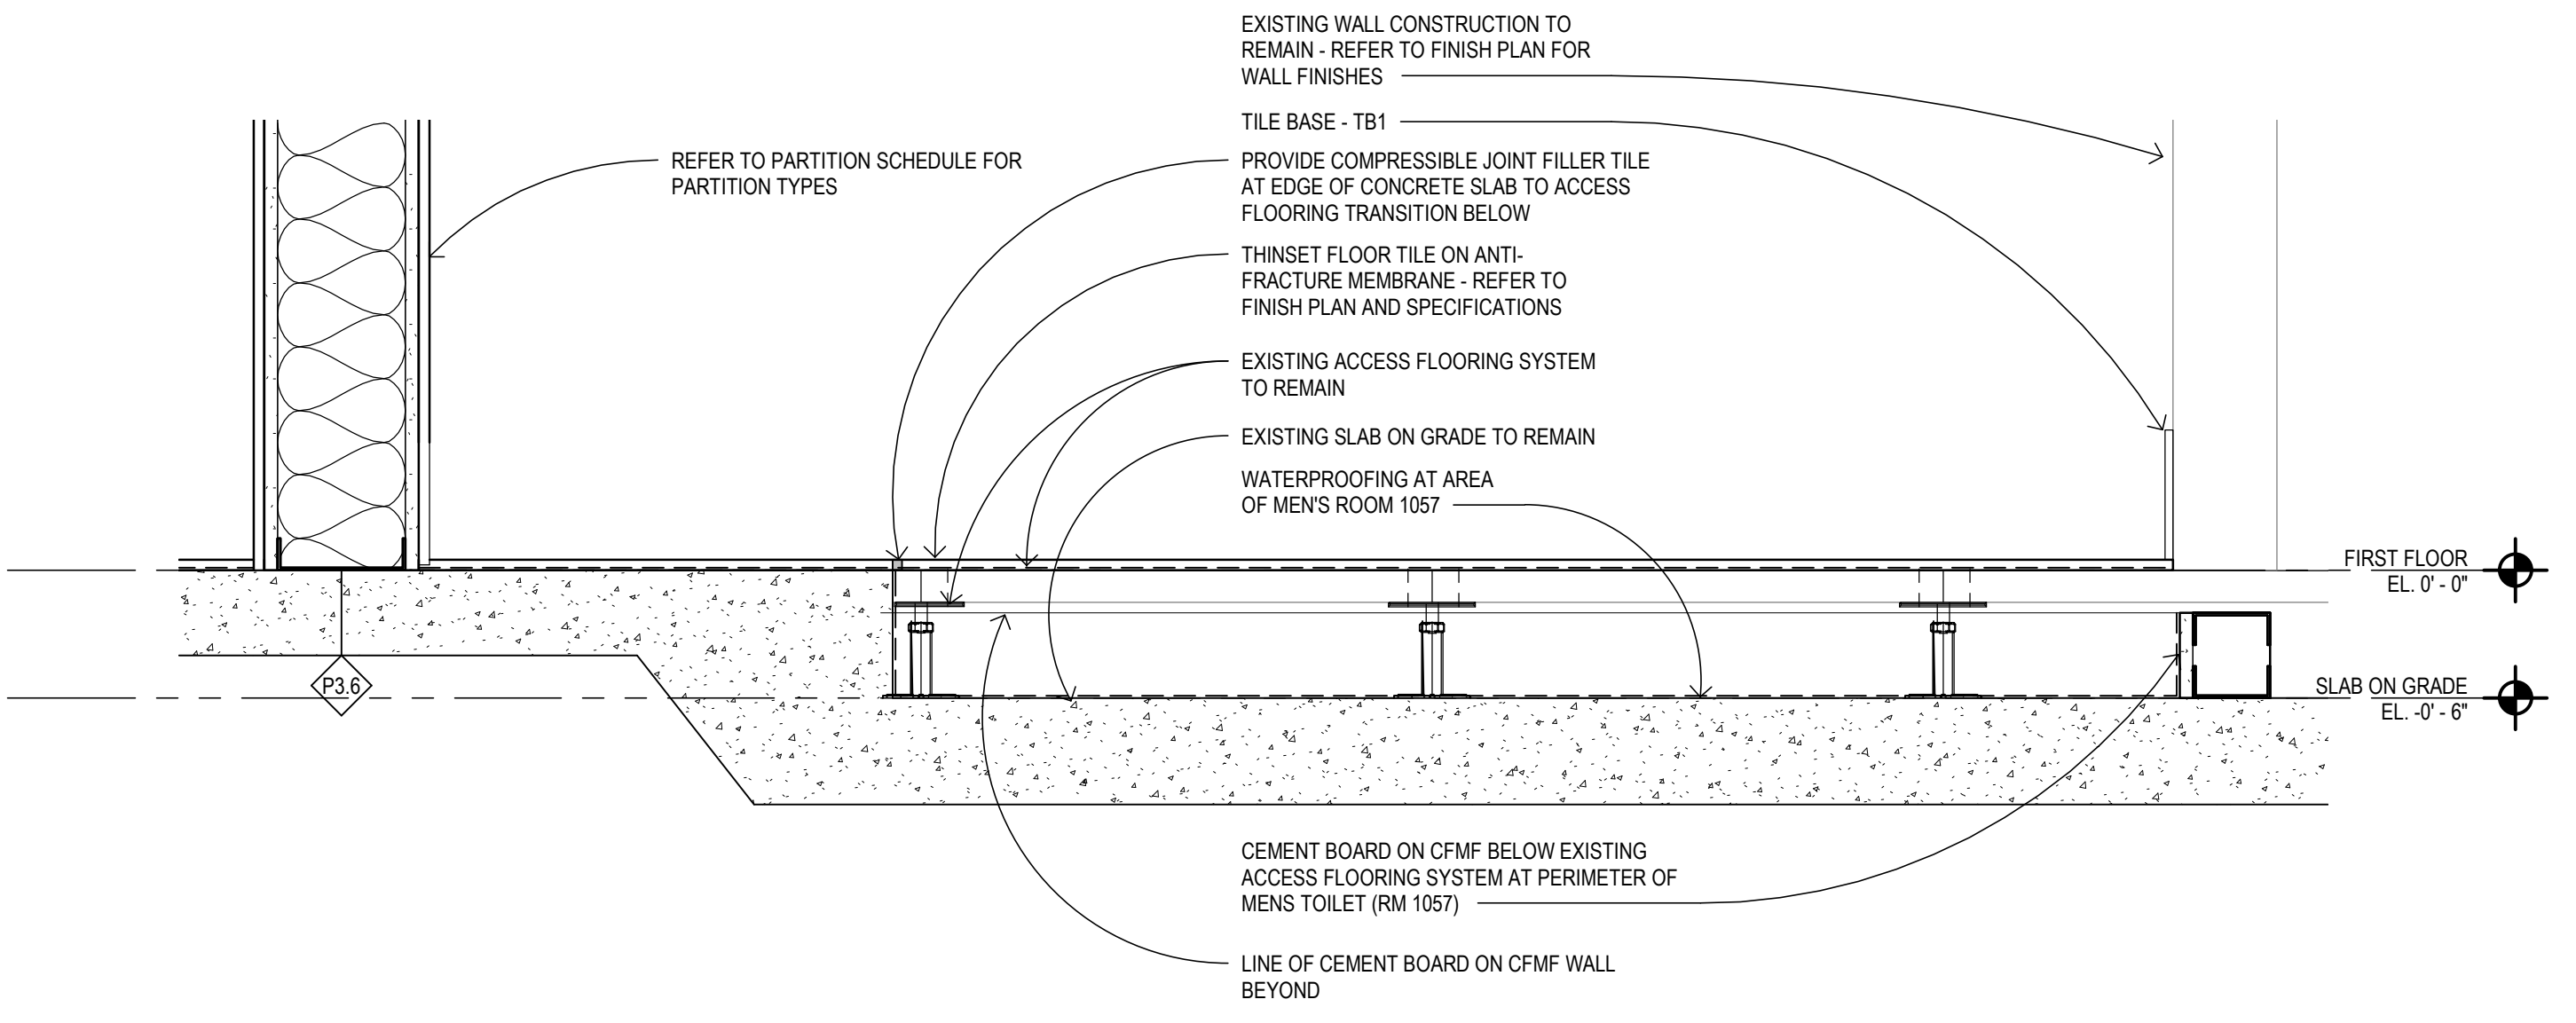 EXISTING WALL CONSTRUCTION TO
REMAIN - REFER TO FINISH PLAN FOR
WALL FINISHES
TILE BASE - TB1
REFER TO PARTITION SCHEDULE FOR
PARTITION TYPES
PROVIDE COMPRESSIBLE JOINT FILLER TILE
AT EDGE OF CONCRETE SLAB TO ACCESS
FLOORING TRANSITION BELOW
THINSET FLOOR TILE ON ANTI-
FRACTURE MEMBRANE - REFER TO
FINISH PLAN AND SPECIFICATIONS
EXISTING ACCESS FLOORING SYSTEM
TO REMAIN
EXISTING SLAB ON GRADE TO REMAIN
WATERPROOFING AT AREA
OF MEN'S ROOM 1057
FIRST FLOOR
EL. 0' - 0"
P3.6
SLAB ON GRADE
EL. -0' - 6"
CEMENT BOARD ON CFMF BELOW EXISTING
ACCESS FLOORING SYSTEM AT PERIMETER OF
MENS TOILET (RM 1057)
LINE OF CEMENT BOARD ON CFMF WALL
BEYOND